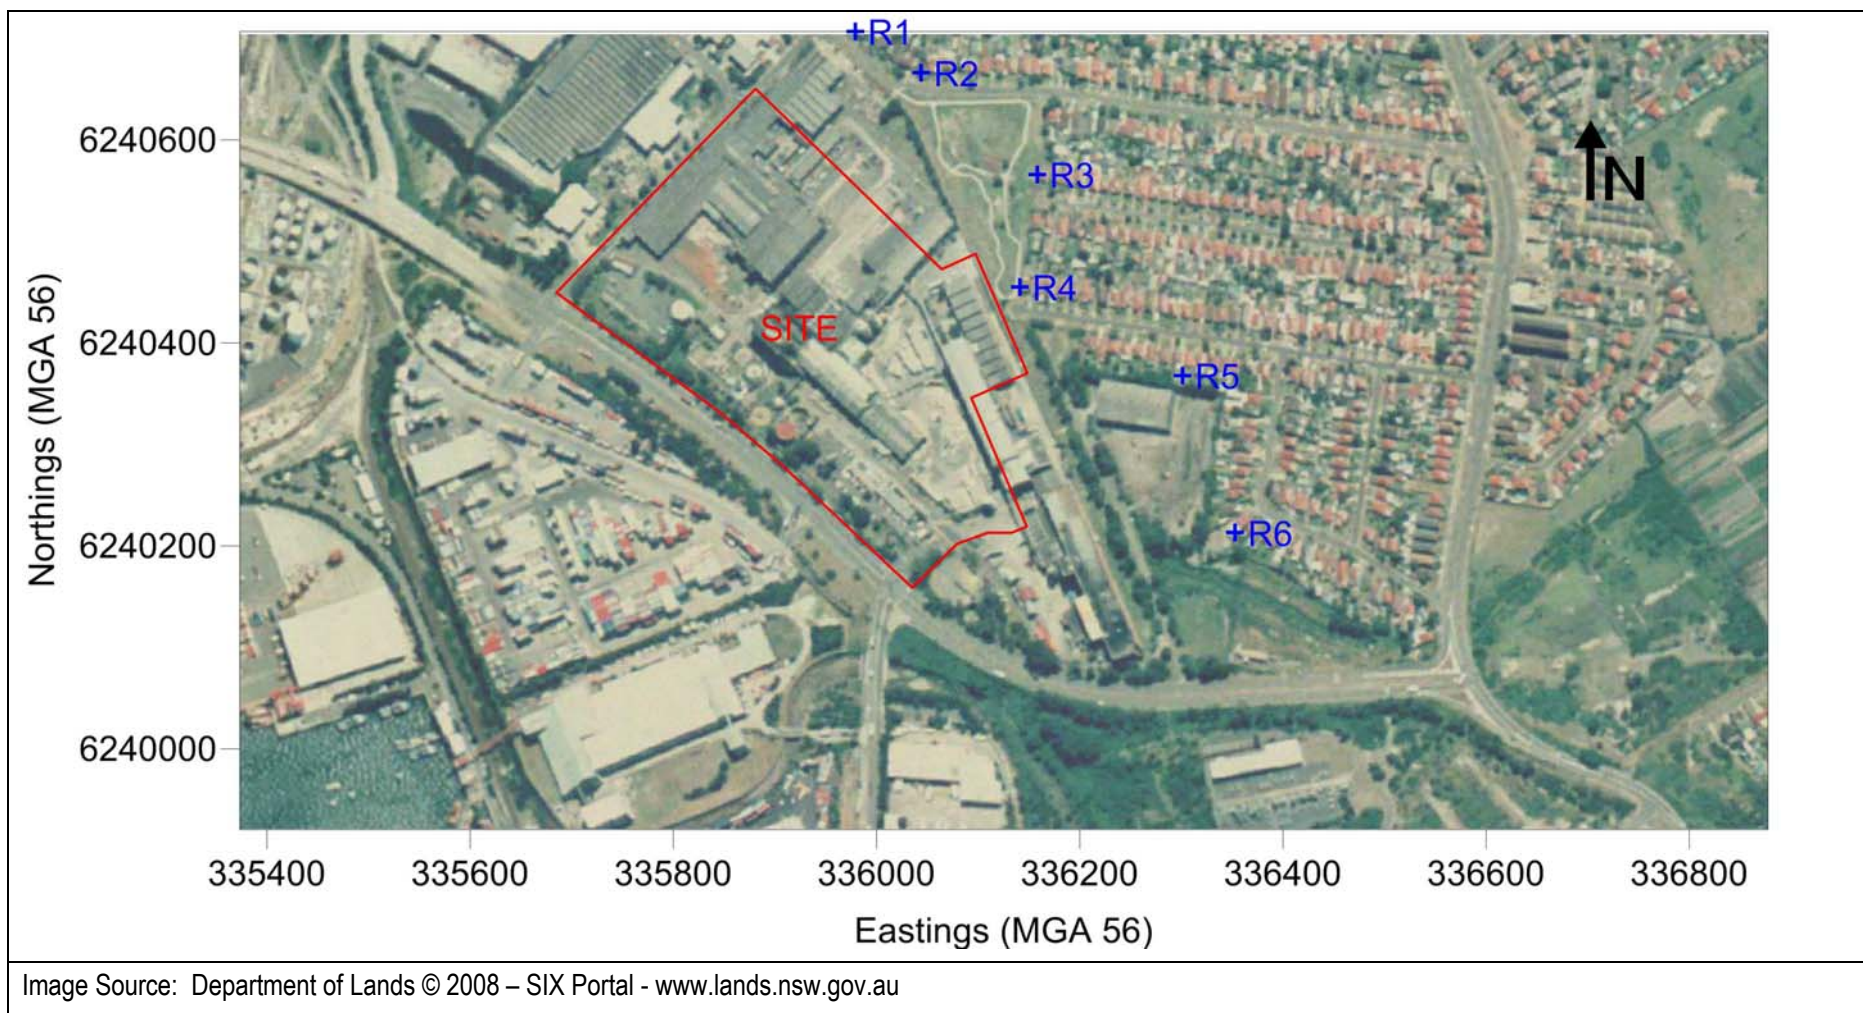 +R1
+R2
6240600
+R3
N
+R4
SITE
6240400
+R5
Northings (MGA 56)
6240200
+R6
6240000
335400 335600 335800 336000 336200 336400 336600 336800
Eastings (MGA 56)
Image Source: Department of Lands © 2008 – SIX Portal - www.lands.nsw.gov.au